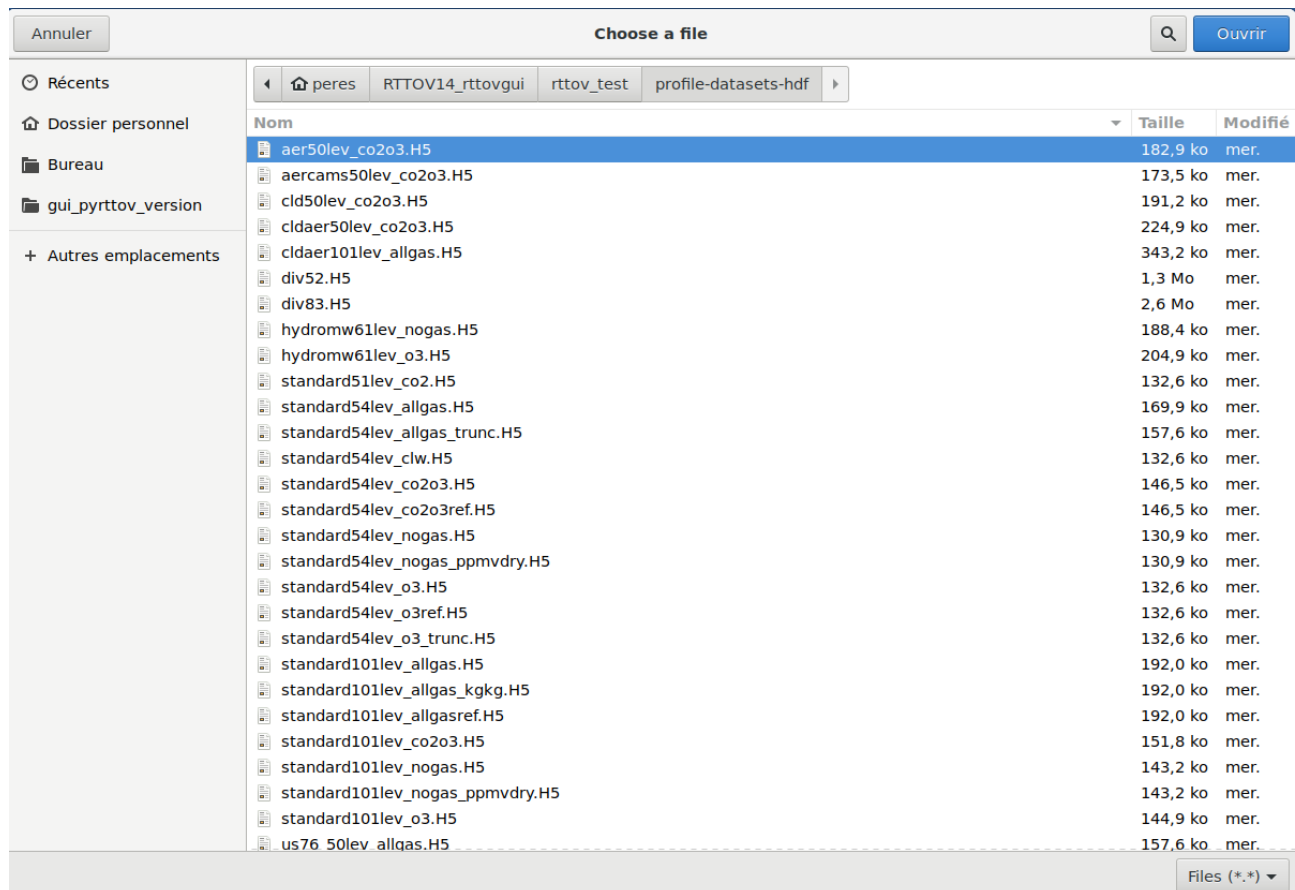 Annuler Choose a file Ouvrir
Récents
Dossier personnel
Bureau
gui_pyrttov_version
+ Autres emplacements
peres RTTOV14_rttovgui rttov_test profile-datasets-hdf
Nom Taille Modifié
aer50lev_co2o3.H5 182,9 ko mer.
aercams50lev_co2o3.H5 173,5 ko mer.
cld50lev_co2o3.H5 191,2 ko mer.
cldaer50lev_co2o3.H5 224,9 ko mer.
cldaer101lev_allgas.H5 343,2 ko mer.
div52.H5 1,3 Mo mer.
div83.H5 2,6 Mo mer.
hydromw61lev_nogas.H5 188,4 ko mer.
hydromw61lev_o3.H5 204,9 ko mer.
standard51lev_co2.H5 132,6 ko mer.
standard54lev_allgas.H5 169,9 ko mer.
standard54lev_allgas_trunc.H5 157,6 ko mer.
standard54lev_clw.H5 132,6 ko mer.
standard54lev_co2o3.H5 146,5 ko mer.
standard54lev_co2o3ref.H5 146,5 ko mer.
standard54lev_nogas.H5 130,9 ko mer.
standard54lev_nogas_ppmvdry.H5 130,9 ko mer.
standard54lev_o3.H5 132,6 ko mer.
standard54lev_o3ref.H5 132,6 ko mer.
standard54lev_o3_trunc.H5 132,6 ko mer.
standard101lev_allgas.H5 192,0 ko mer.
standard101lev_allgas_kgkg.H5 192,0 ko mer.
standard101lev_allgasref.H5 192,0 ko mer.
standard101lev_co2o3.H5 151,8 ko mer.
standard101lev_nogas.H5 143,2 ko mer.
standard101lev_nogas_ppmvdry.H5 143,2 ko mer.
standard101lev_o3.H5 144,9 ko mer.
us76_50lev_allgas.H5 157,6 ko mer.
Files (*.*)